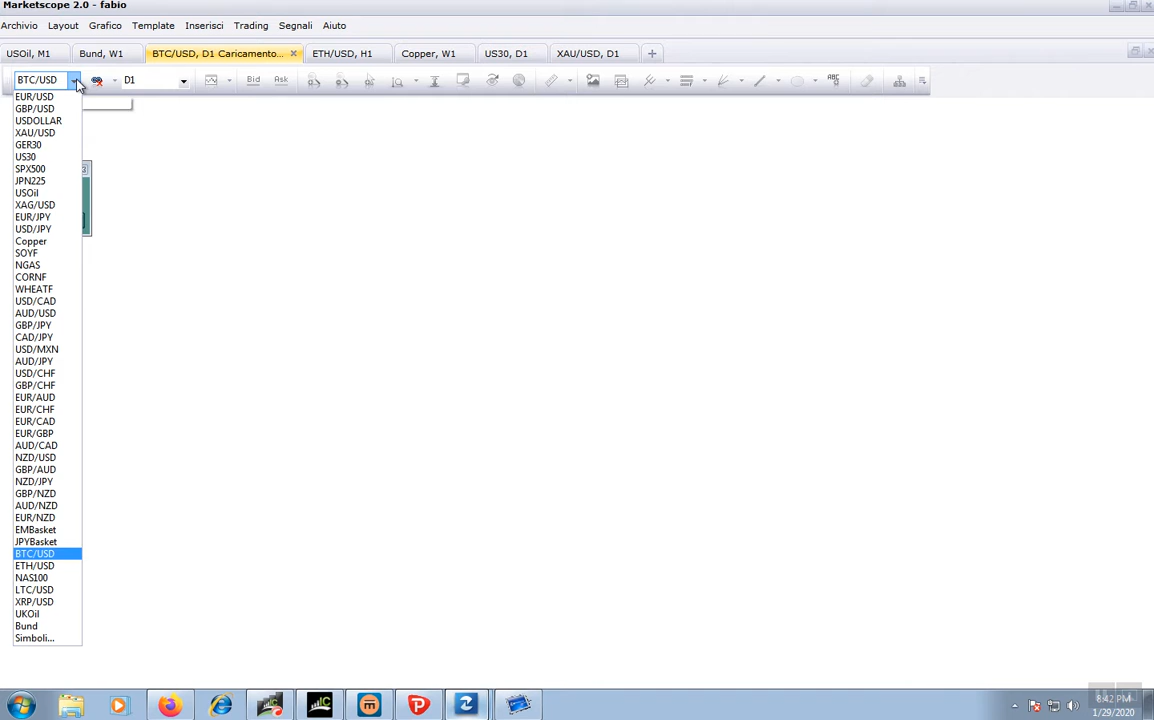 Marketscope 2.0 - fabio
Archivio Layout Grafico Template Inserisci Trading Segnali Aiuto
USOil, M1 Bund, W1 BTC/USD, D1 Caricamento... ETH/USD, H1 Copper, W1 US30, D1 XAU/USD, D1
BTC/USD D1 Bid Ask ABC
EUR/USD
GBP/USD
USDOLLAR
XAU/USD
GER30
US30
SPX500
JPN225
USOil
XAG/USD
EUR/JPY
USD/JPY
Copper
SOYF
NGAS
CORNF
WHEATF
USD/CAD
AUD/USD
GBP/JPY
CAD/JPY
USD/MXN
AUD/JPY
USD/CHF
GBP/CHF
EUR/AUD
EUR/CHF
EUR/CAD
EUR/GBP
AUD/CAD
NZD/USD
GBP/AUD
NZD/JPY
GBP/NZD
AUD/NZD
EUR/NZD
EMBasket
JPYBasket
BTC/USD
ETH/USD
NAS100
LTC/USD
XRP/USD
UKOil
Bund
Simboli...
8:42 PM
1/29/2020